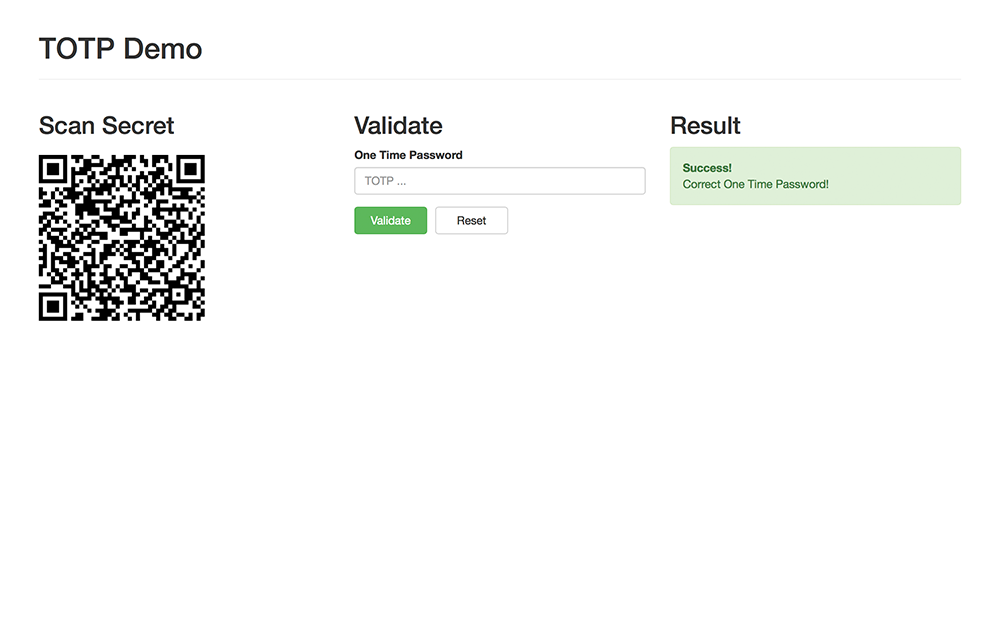 TOTP Demo
Scan Secret
Validate
One Time Password
TOTP ...
Validate
Reset
Result
Success!
Correct One Time Password!